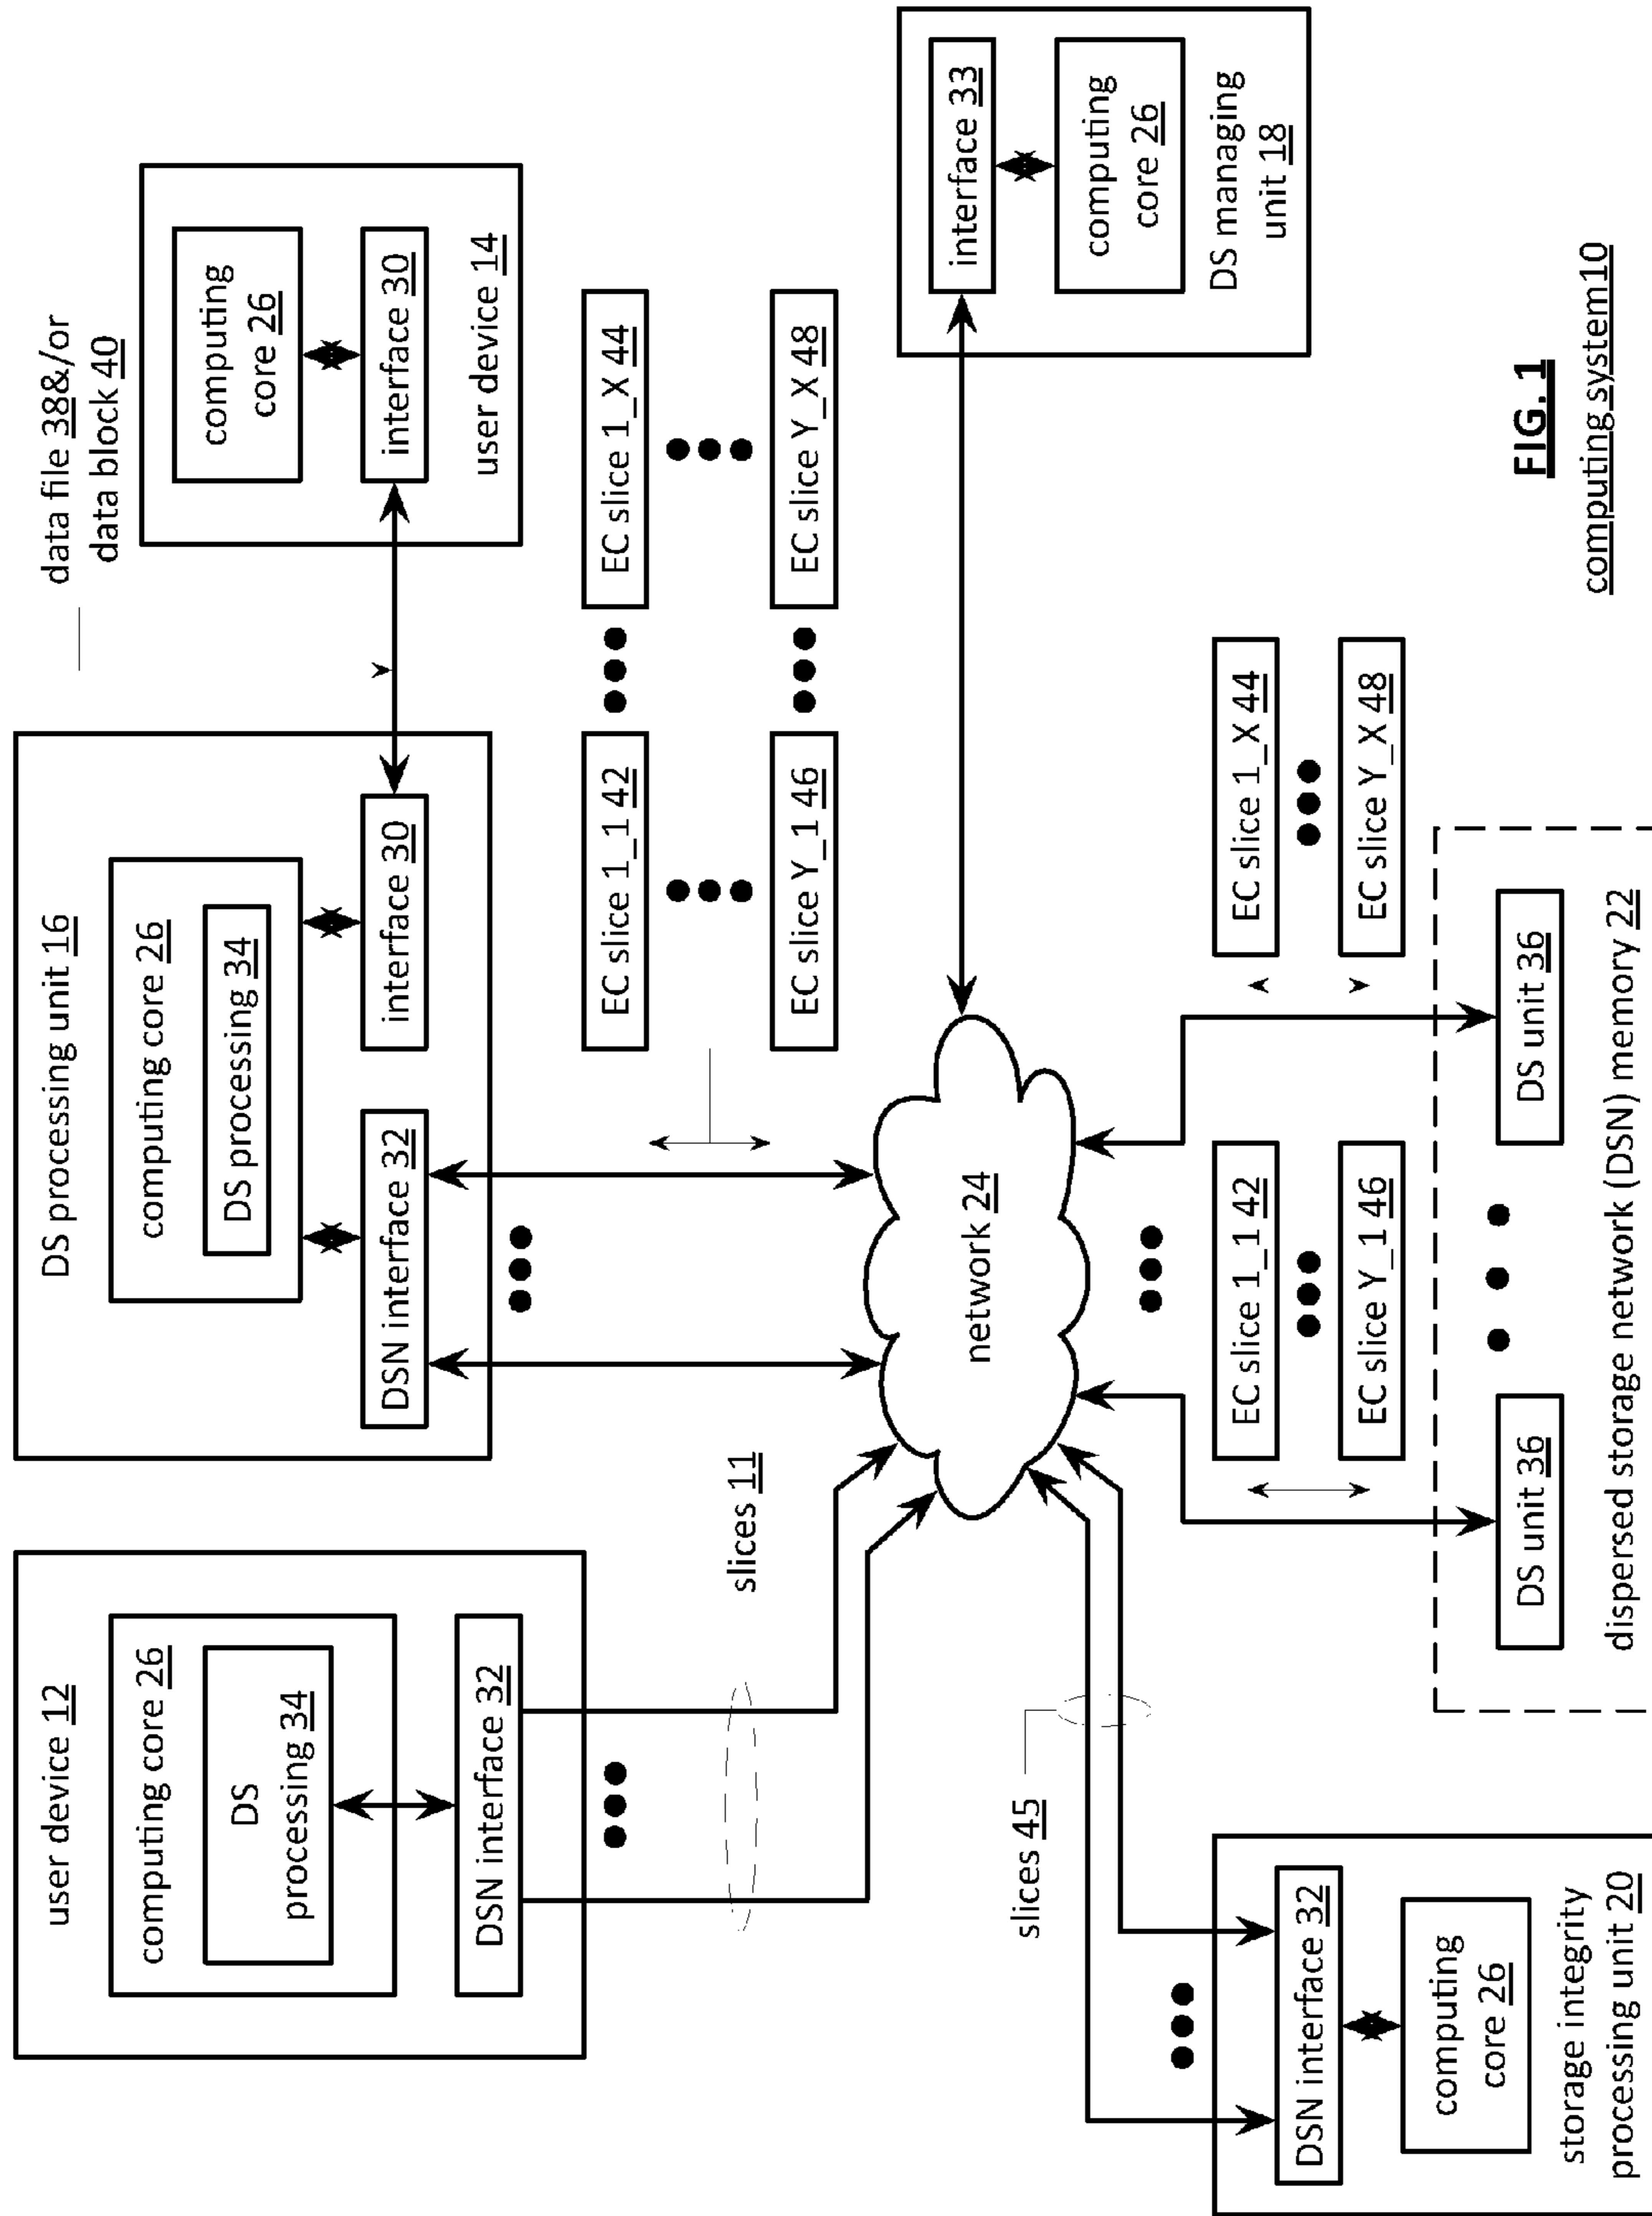 user device 12
computing core 26
DS
processing 34
DSN interface 32
slices 11
DS processing unit 16
computing core 26
DS processing 34
DSN interface 32
interface 30
data file 38&/or
data block 40
computing
core 26
interface 30
user device 14
EC slice 1_1 42
EC slice 1_X 44
EC slice Y_1 46
EC slice Y_X 48
network 24
interface 33
computing
core 26
DS managing
unit 18
slices 45
DSN interface 32
computing
core 26
storage integrity
processing unit 20
EC slice 1_1 42
EC slice Y_1 46
EC slice 1_X 44
EC slice Y_X 48
DS unit 36
DS unit 36
dispersed storage network (DSN) memory 22
FIG. 1
computing system10